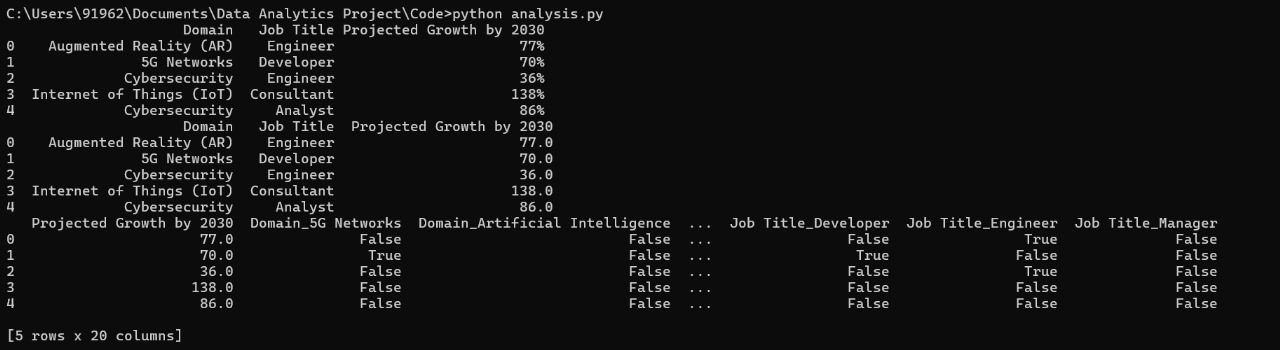 C:\Users\91962\Documents\Data Analytics Project\Code>python analysis.py
                     Domain   Job Title Projected Growth by 2030
0    Augmented Reality (AR)    Engineer                      77%
1               5G Networks   Developer                      70%
2             Cybersecurity    Engineer                      36%
3  Internet of Things (IoT)  Consultant                     138%
4             Cybersecurity     Analyst                      86%
                     Domain   Job Title  Projected Growth by 2030
0    Augmented Reality (AR)    Engineer                      77.0
1               5G Networks   Developer                      70.0
2             Cybersecurity    Engineer                      36.0
3  Internet of Things (IoT)  Consultant                     138.0
4             Cybersecurity     Analyst                      86.0
   Projected Growth by 2030  Domain_5G Networks  Domain_Artificial Intelligence  ...  Job Title_Developer  Job Title_Engineer  Job Title_Manager
0                      77.0               False                           False  ...                False                True              False
1                      70.0                True                           False  ...                 True               False              False
2                      36.0               False                           False  ...                False                True              False
3                     138.0               False                           False  ...                False               False              False
4                      86.0               False                           False  ...                False               False              False
[5 rows x 20 columns]